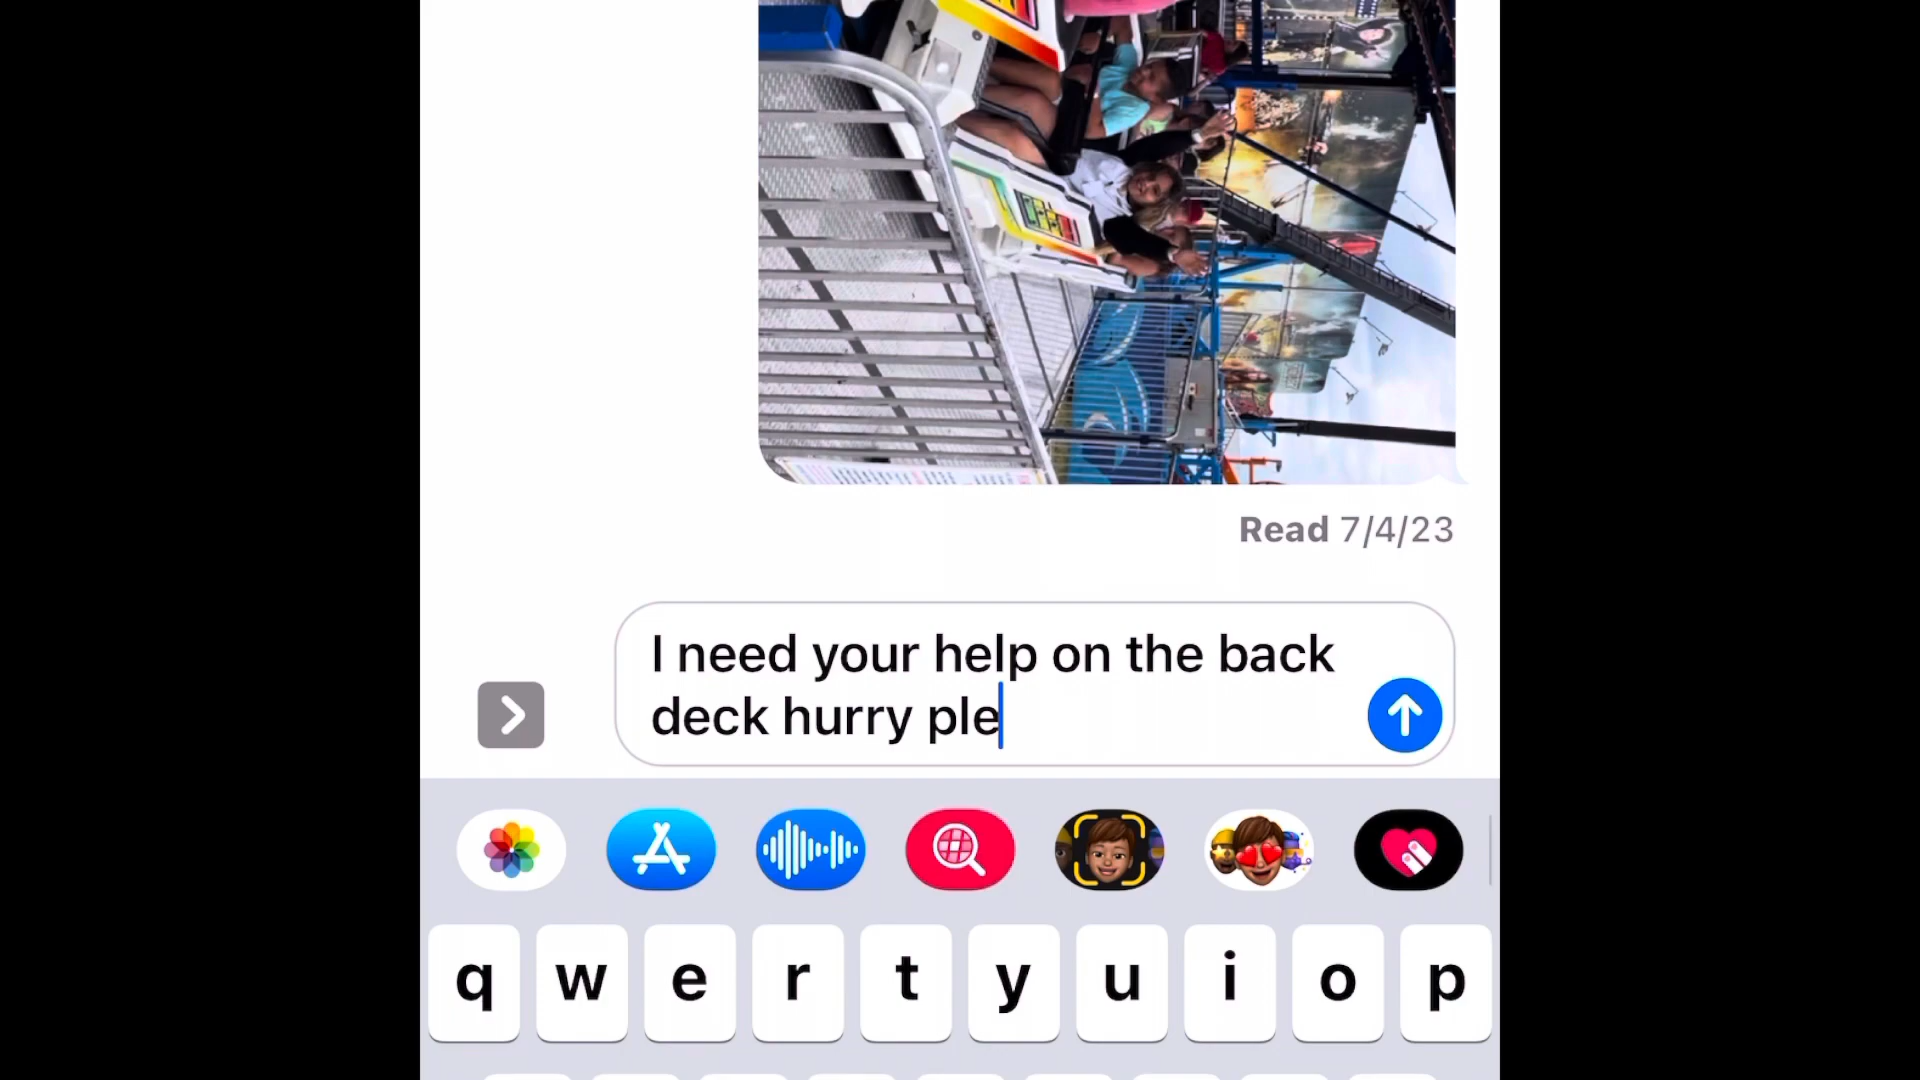 Read 7/4/23
I need your help on the back
deck hurry ple
q w e r t y u i o p